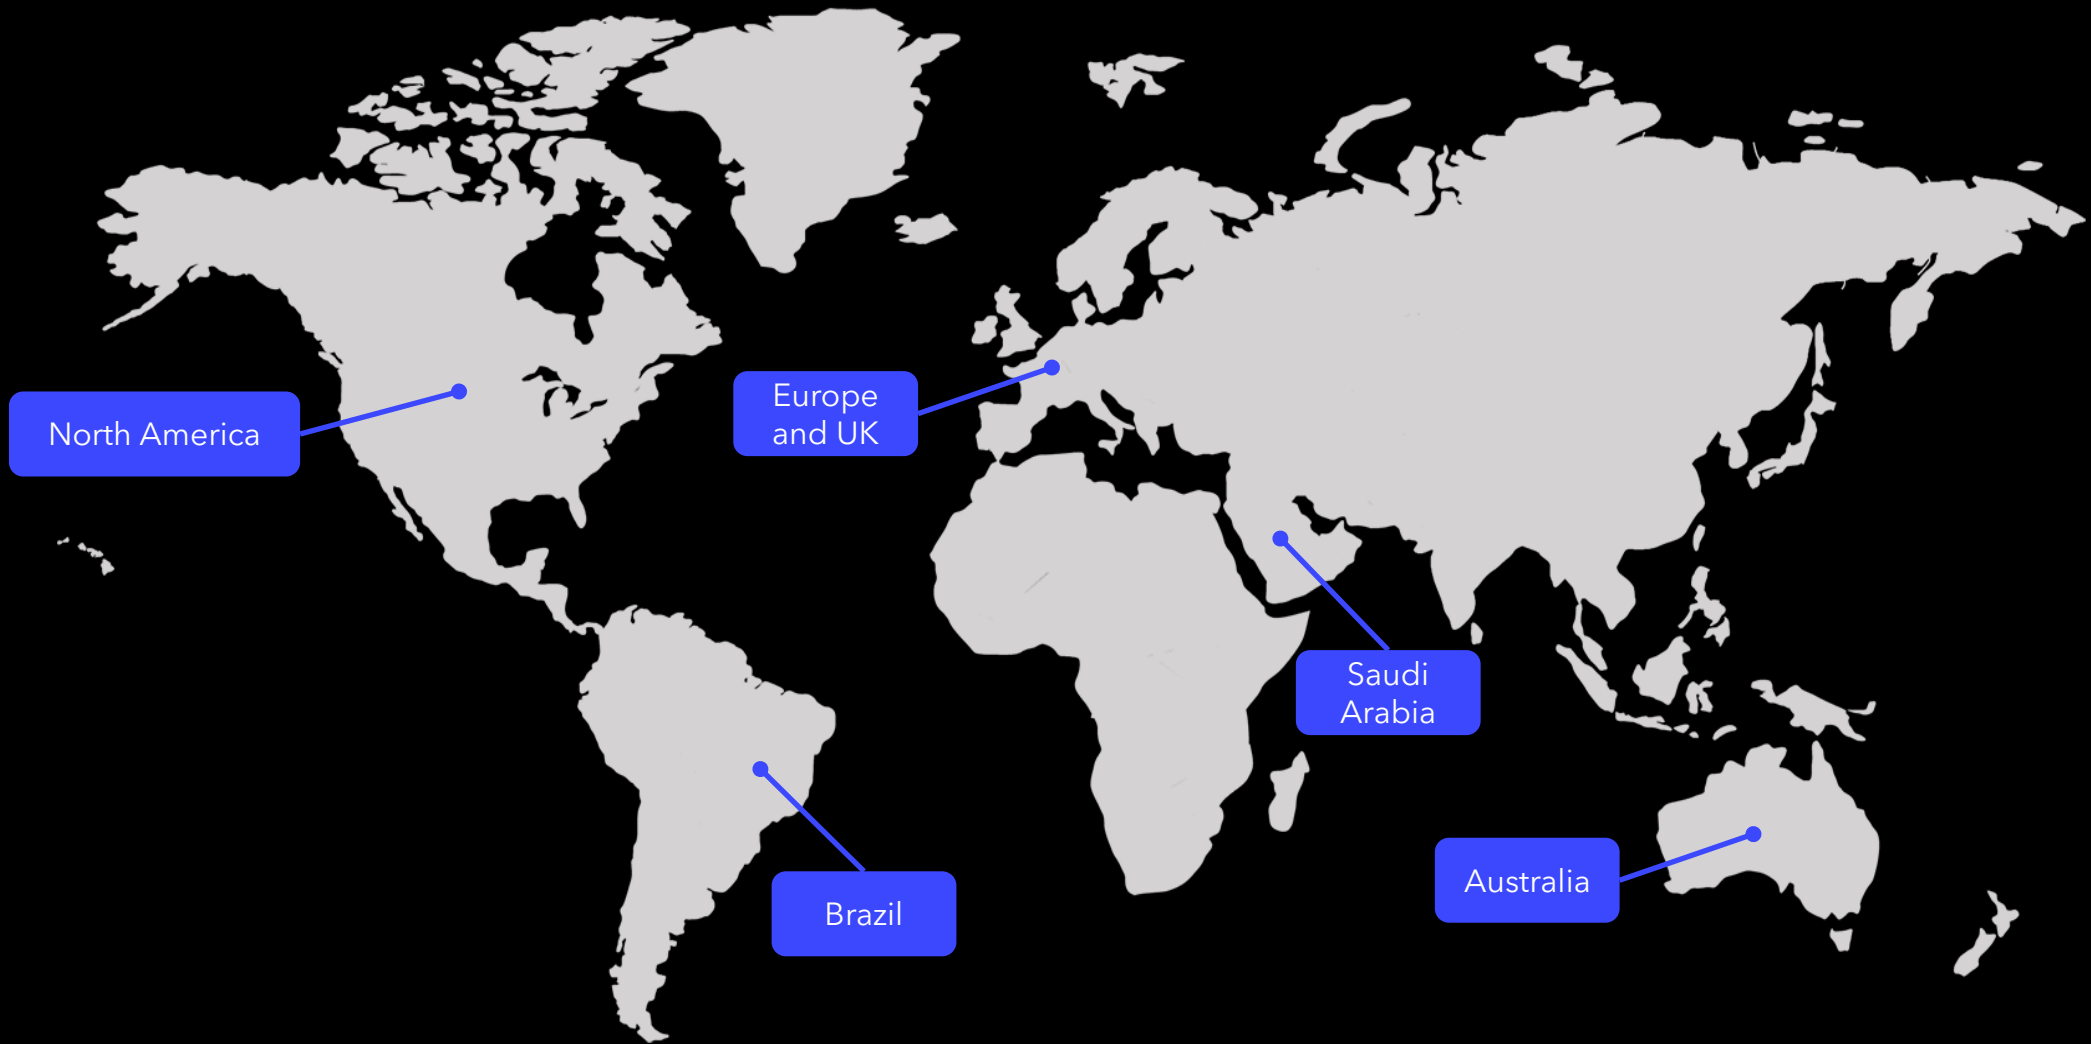 North America
Europe
and UK
Saudi
Arabia
Brazil
Australia